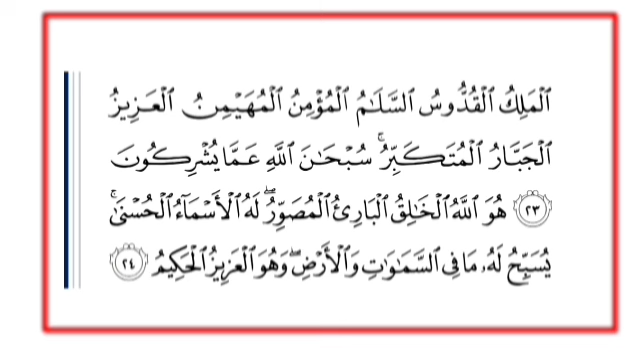 ٱلْمَلِكُ ٱلْقُدُّوسُ ٱلسَّلَـٰمُ ٱلْمُؤْمِنُ ٱلْمُهَيْمِنُ ٱلْعَزِيزُ
ٱلْجَبَّارُ ٱلْمُتَكَبِّرُ ۚ سُبْحَـٰنَ ٱللَّهِ عَمَّا يُشْرِكُونَ
٢٣ هُوَ ٱللَّهُ ٱلْخَـٰلِقُ ٱلْبَارِئُ ٱلْمُصَوِّرُ ۖ لَهُ ٱلْأَسْمَآءُ ٱلْحُسْنَىٰ ۚ
يُسَبِّحُ لَهُۥ مَا فِى ٱلسَّمَـٰوَٰتِ وَٱلْأَرْضِ ۖ وَهُوَ ٱلْعَزِيزُ ٱلْحَكِيمُ ٢٤